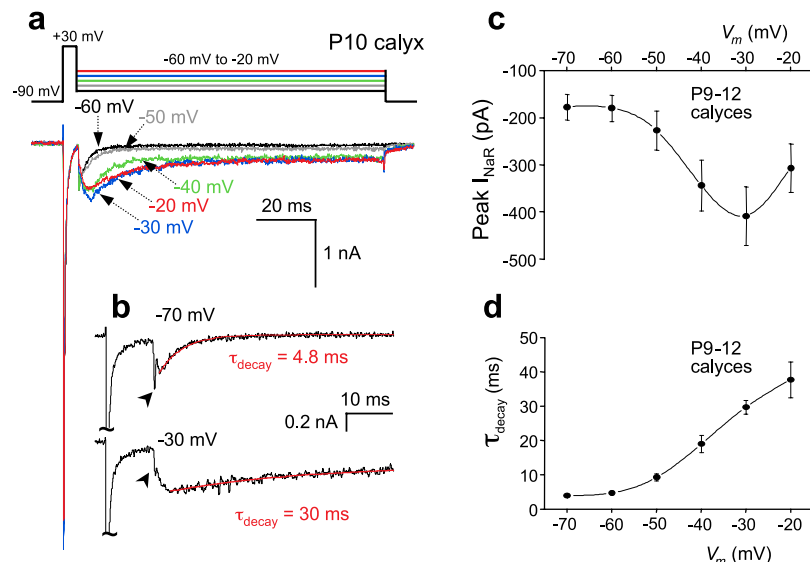 a
+30 mV
P10 calyx
-60 mV to -20 mV
-90 mV
-60 mV
-50 mV
-40 mV
-20 mV
-30 mV
20 ms
1 nA
b
-70 mV
τdecay = 4.8 ms
10 ms
0.2 nA
-30 mV
τdecay = 30 ms
c
Vm (mV)
-70 -60 -50 -40 -30 -20
-100
-200
-300
-400
-500
Peak INaR (pA)
P9-12
calyces
d
50
40
30
20
10
0
τdecay (ms)
P9-12
calyces
-70 -60 -50 -40 -30 -20
Vm (mV)